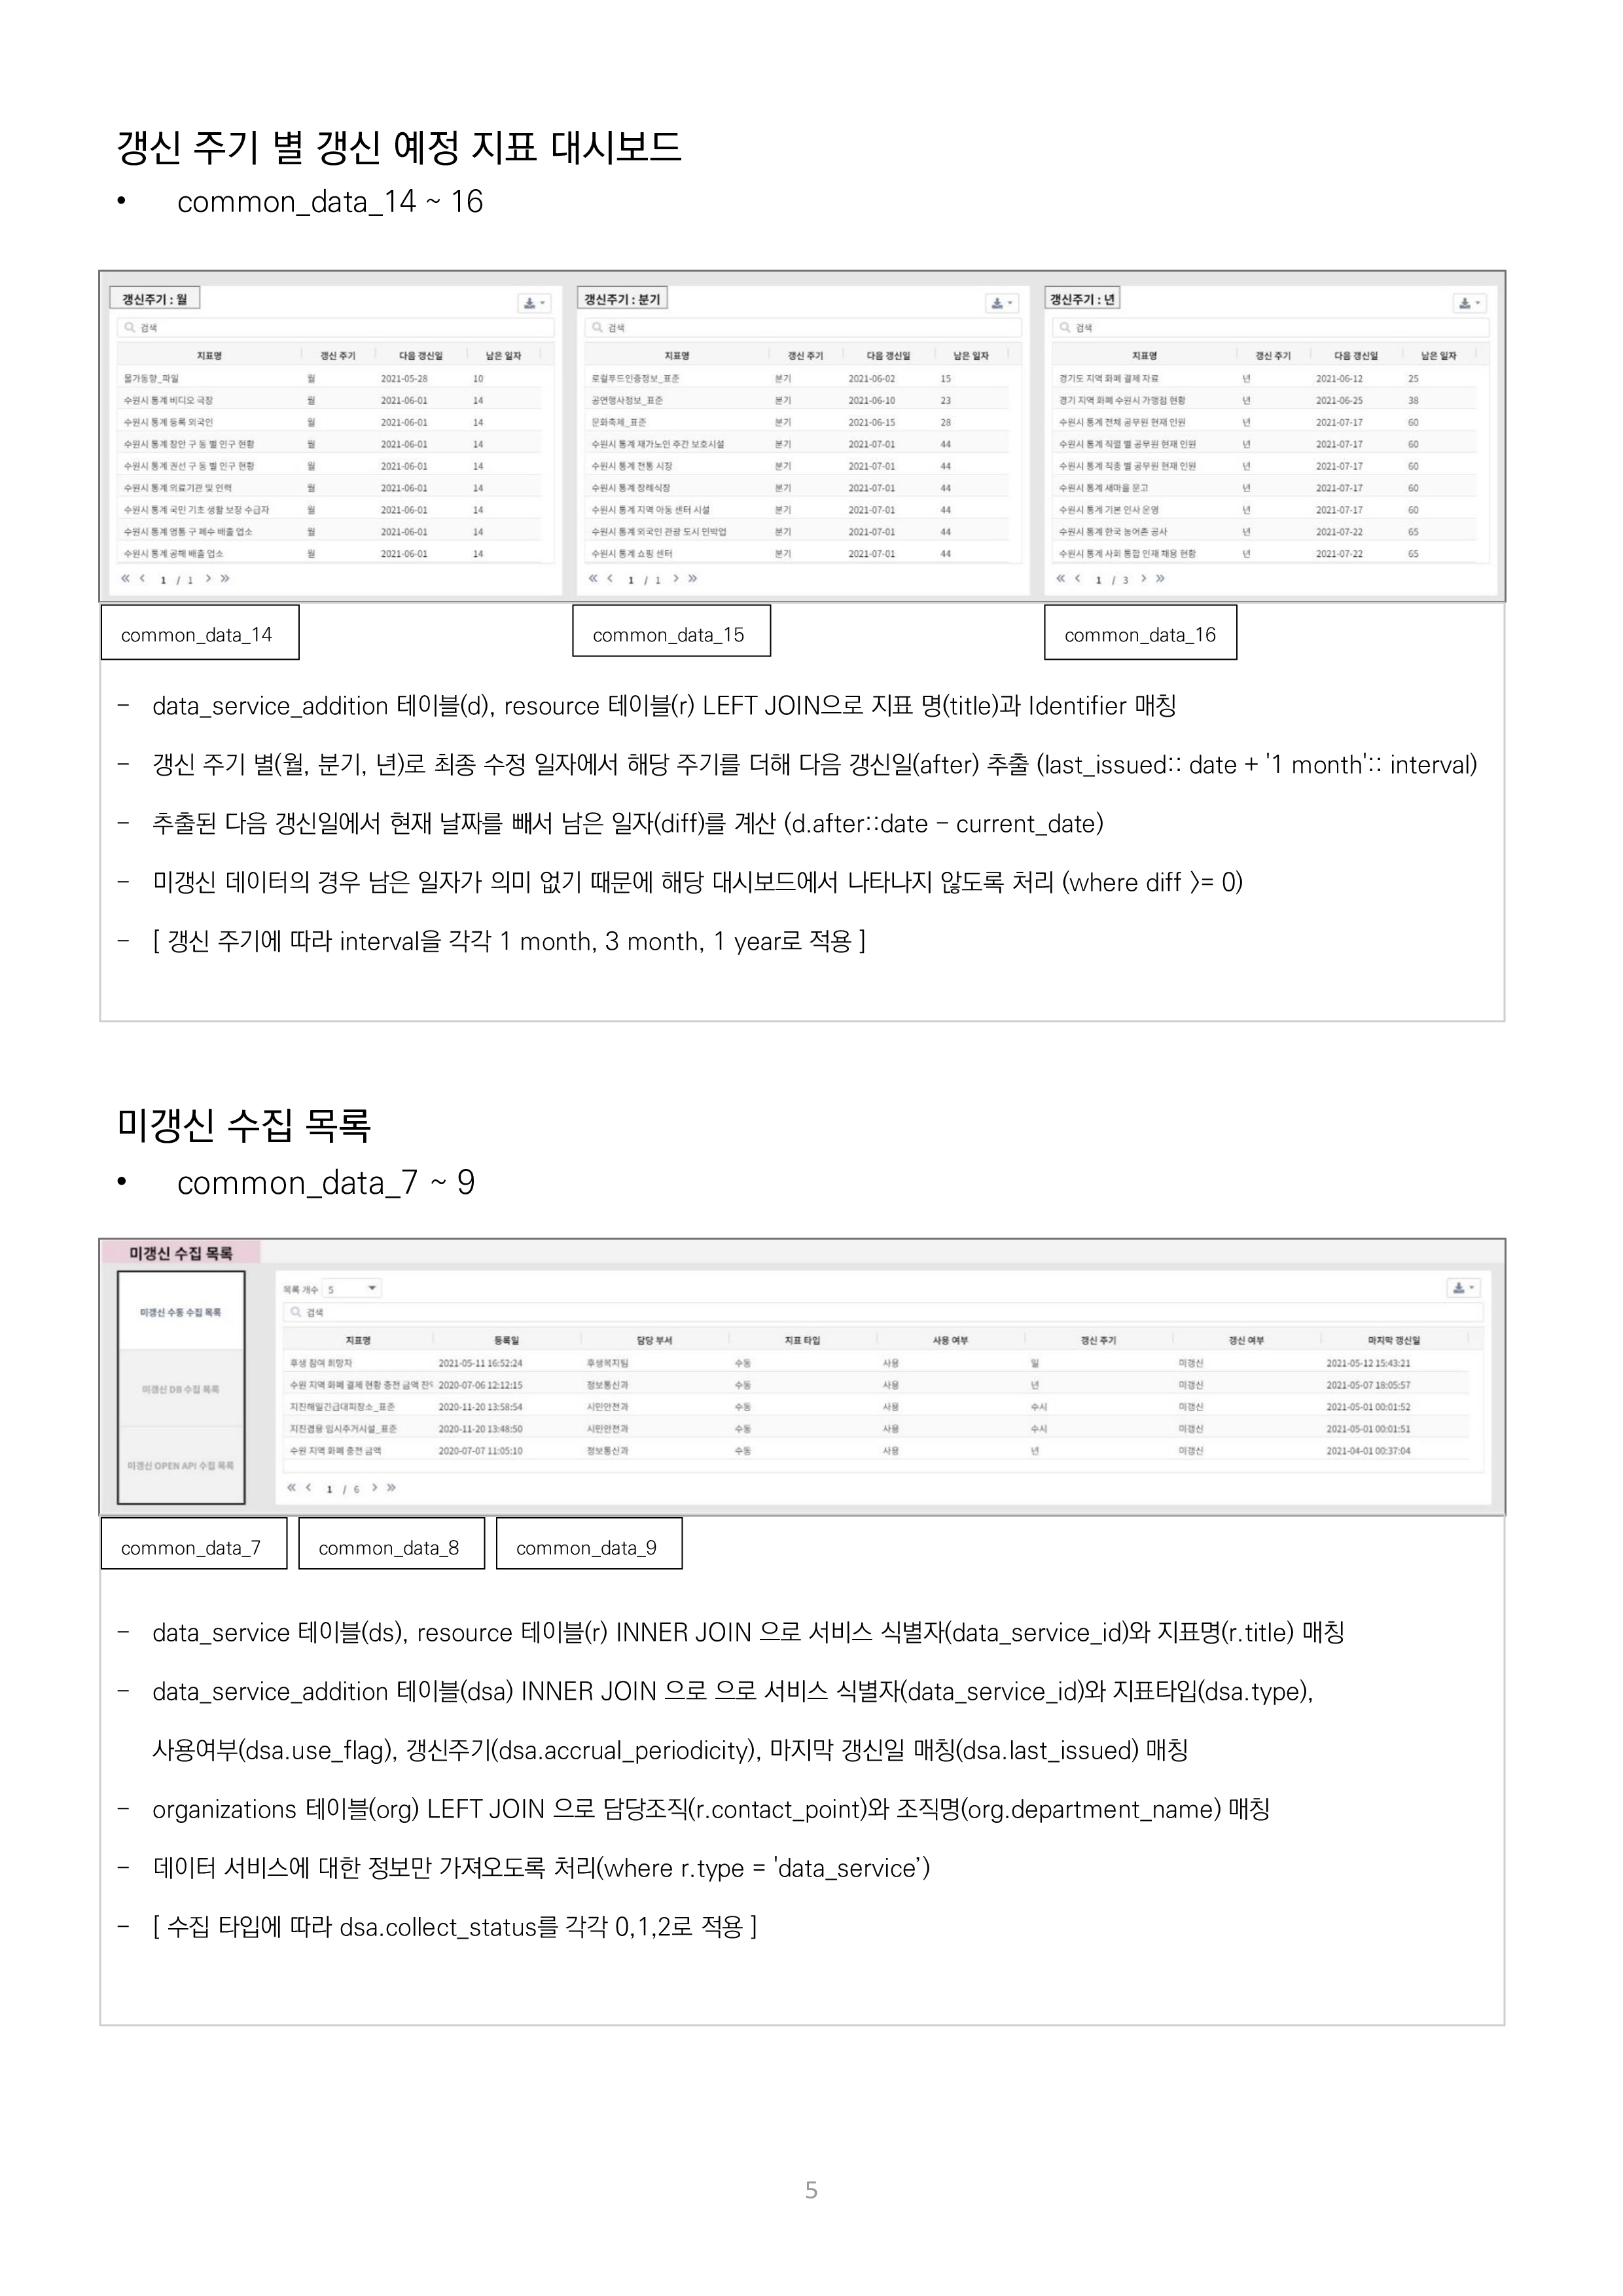 갱신 주기 별 갱신 예정 지표 대시보드
• common_data_14 ~ 16
갱신주기 : 월
검색
지표명 갱신 주기 다음 갱신일 남은 일자
물가동향_파일 월 2021-05-28 10
수원시 통계 비디오 극장 월 2021-06-01 14
수원시 통계 등록 외국인 월 2021-06-01 14
수원시 통계 장안 구 동 별 인구 현황 월 2021-06-01 14
수원시 통계 권선 구 동 별 인구 현황 월 2021-06-01 14
수원시 통계 의료기관 및 인력 월 2021-06-01 14
수원시 통계 국민 기초 생활 보장 수급자 월 2021-06-01 14
수원시 통계 영통 구 폐수 배출 업소 월 2021-06-01 14
수원시 통계 공해 배출 업소 월 2021-06-01 14
« < 1 / 1 > »
갱신주기 : 분기
검색
지표명 갱신 주기 다음 갱신일 남은 일자
로컬푸드인증정보_표준 분기 2021-06-02 15
공연행사정보_표준 분기 2021-06-10 23
문화축제_표준 분기 2021-06-15 28
수원시 통계 재가노인 주간 보호시설 분기 2021-07-01 44
수원시 통계 전통 시장 분기 2021-07-01 44
수원시 통계 장례식장 분기 2021-07-01 44
수원시 통계 지역 아동 센터 시설 분기 2021-07-01 44
수원시 통계 외국인 관광 도시 민박업 분기 2021-07-01 44
수원시 통계 쇼핑 센터 분기 2021-07-01 44
« < 1 / 1 > »
갱신주기 : 년
검색
지표명 갱신 주기 다음 갱신일 남은 일자
경기도 지역 화폐 결제 자료 년 2021-06-12 25
경기 지역 화폐 수원시 가맹점 현황 년 2021-06-25 38
수원시 통계 전체 공무원 현재 인원 년 2021-07-17 60
수원시 통계 직렬 별 공무원 현재 인원 년 2021-07-17 60
수원시 통계 직종 별 공무원 현재 인원 년 2021-07-17 60
수원시 통계 새마을 문고 년 2021-07-17 60
수원시 통계 기본 인사 운영 년 2021-07-17 60
수원시 통계 한국 농어촌 공사 년 2021-07-22 65
수원시 통계 사회 통합 인재 채용 현황 년 2021-07-22 65
« < 1 / 3 > »
common_data_14 common_data_15 common_data_16
– data_service_addition 테이블(d), resource 테이블(r) LEFT JOIN으로 지표 명(title)과 Identifier 매칭
– 갱신 주기 별(월, 분기, 년)로 최종 수정 일자에서 해당 주기를 더해 다음 갱신일(after) 추출 (last_issued:: date + '1 month':: interval)
– 추출된 다음 갱신일에서 현재 날짜를 빼서 남은 일자(diff)를 계산 (d.after::date – current_date)
– 미갱신 데이터의 경우 남은 일자가 의미 없기 때문에 해당 대시보드에서 나타나지 않도록 처리 (where diff >= 0)
– [ 갱신 주기에 따라 interval을 각각 1 month, 3 month, 1 year로 적용 ]
미갱신 수집 목록
• common_data_7 ~ 9
미갱신 수집 목록
미갱신 수동 수집 목록
미갱신 DB 수집 목록
미갱신 OPEN API 수집 목록
목록 개수 5
검색
지표명 등록일 담당 부서 지표 타입 사용 여부 갱신 주기 갱신 여부 마지막 갱신일
후생 참여 희망자 2021-05-11 16:52:24 후생복지팀 수동 사용 일 미갱신 2021-05-12 15:43:21
수원 지역 화폐 결제 현황 충전 금액 2020-07-06 12:12:15 정보통신과 수동 사용 년 미갱신 2021-05-07 18:05:57
지진해일긴급대피장소_표준 2020-11-20 13:58:54 시민안전과 수동 사용 수시 미갱신 2021-05-01 00:01:52
지진겸용 임시주거시설_표준 2020-11-20 13:48:50 시민안전과 수동 사용 수시 미갱신 2021-05-01 00:01:51
수원 지역 화폐 충전 금액 2020-07-07 11:05:10 정보통신과 수동 사용 년 미갱신 2021-04-01 00:37:04
« < 1 / 6 > »
common_data_7 common_data_8 common_data_9
– data_service 테이블(ds), resource 테이블(r) INNER JOIN 으로 서비스 식별자(data_service_id)와 지표명(r.title) 매칭
– data_service_addition 테이블(dsa) INNER JOIN 으로 으로 서비스 식별자(data_service_id)와 지표타입(dsa.type),
사용여부(dsa.use_flag), 갱신주기(dsa.accrual_periodicity), 마지막 갱신일 매칭(dsa.last_issued) 매칭
– organizations 테이블(org) LEFT JOIN 으로 담당조직(r.contact_point)와 조직명(org.department_name) 매칭
– 데이터 서비스에 대한 정보만 가져오도록 처리(where r.type = 'data_service’)
– [ 수집 타입에 따라 dsa.collect_status를 각각 0,1,2로 적용 ]
5